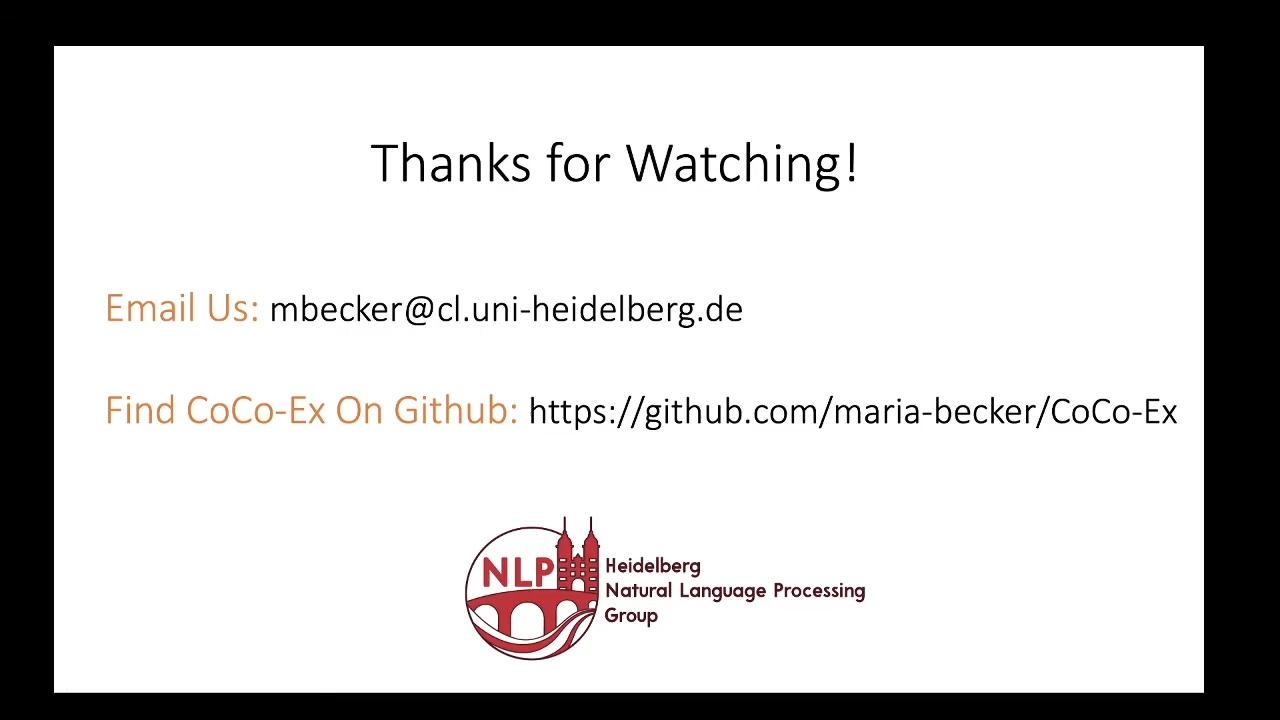 Thanks for Watching!
Email Us: mbecker@cl.uni-heidelberg.de
Find CoCo-Ex On Github: https://github.com/maria-becker/CoCo-Ex
NLP
Heidelberg
Natural Language Processing
Group